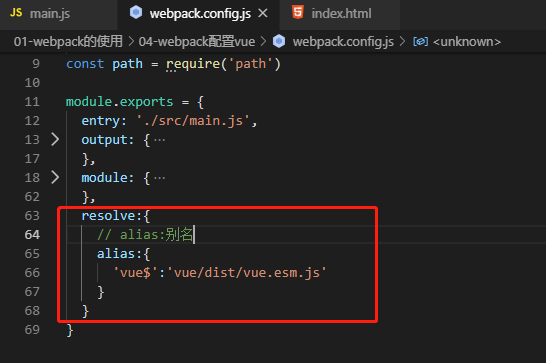 JS main.js
webpack.config.js ×
index.html
01-webpack的使用 > 04-webpack配置vue > webpack.config.js > <unknown>
9 const path = require('path')
10
11 module.exports = {
12 entry: './src/main.js',
13 output: {…
17 },
18 module: {…
62 },
63 resolve:{
64 // alias:别名
65 alias:{
66 'vue$':'vue/dist/vue.esm.js'
67 }
68 }
69 }